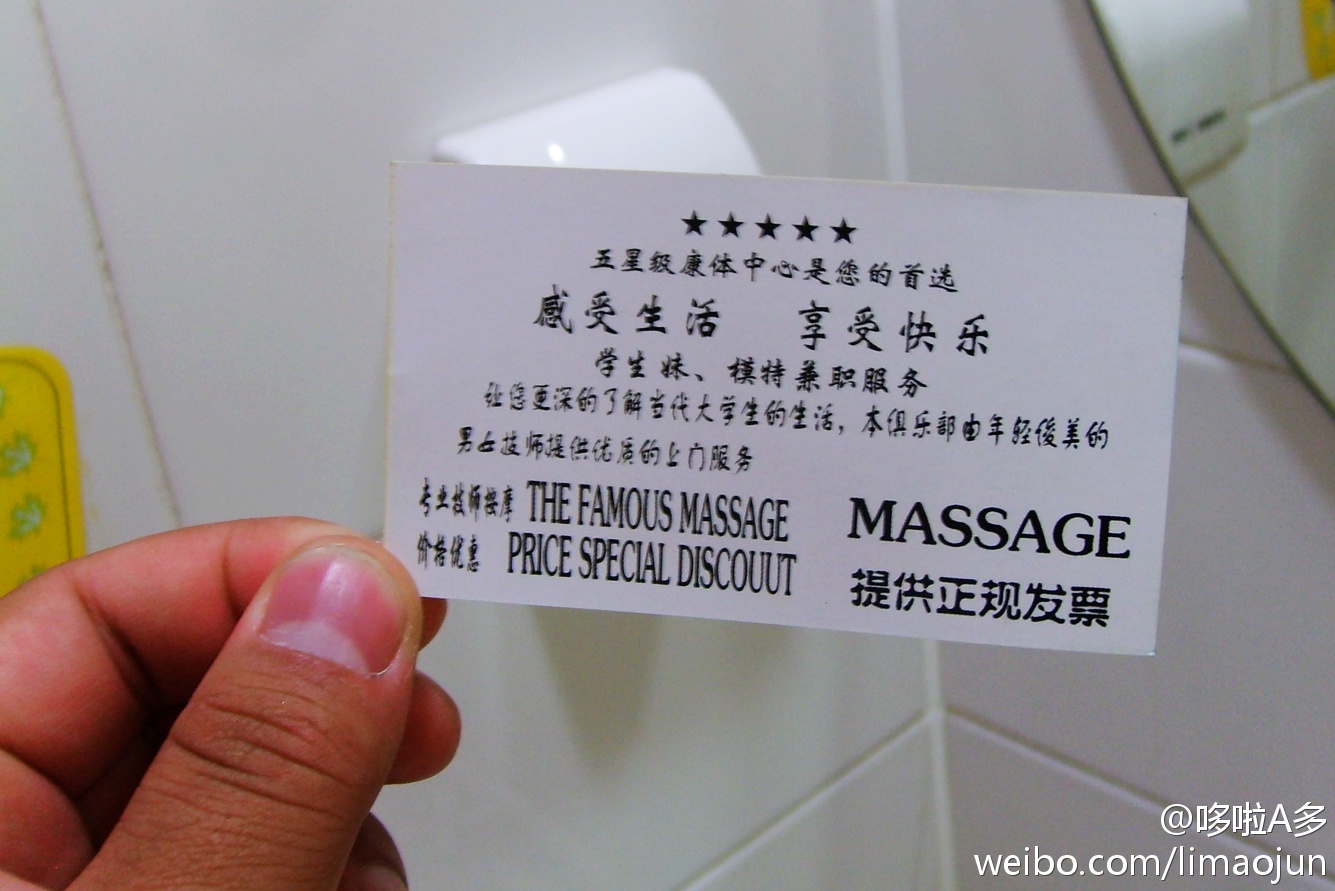 ★★★★★
五星级康体中心是您的首选
感受生活 享受快乐
学生妹、模特兼职服务
让您更深的了解当代大学生的生活，本俱乐部由年轻俊美的
男女技师提供优质的上门服务
专业技师按摩 THE FAMOUS MASSAGE
价格优惠 PRICE SPECIAL DISCOUUT
MASSAGE
提供正规发票
@哆啦A多
weibo.com/limaojun